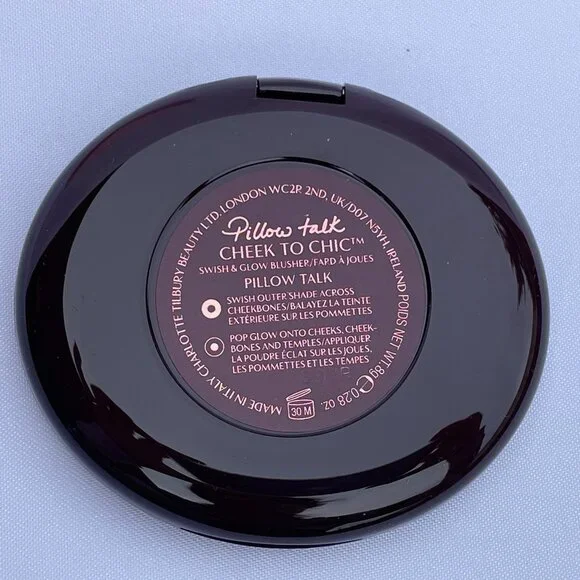 Pillow talk
CHEEK TO CHIC™
SWISH & GLOW BLUSHER/FARD À JOUES
PILLOW TALK
SWISH OUTER SHADE ACROSS
CHEEKBONES/BALAYEZ LA TEINTE
EXTÉRIEURE SUR LES POMMETTES
POP GLOW ONTO CHEEKS, CHEEK-
BONES AND TEMPLES/APPLIQUER
LA POUDRE ÉCLAT SUR LES JOUES,
LES POMMETTES ET LES TEMPES
30 M
MADE IN ITALY. CHARLOTTE TILBURY BEAUTY LTD. LONDON WC2R 2ND, UK/D07 N5YH, IRELAND POIDS NET WT. 8g ℮ 0.28 OZ.